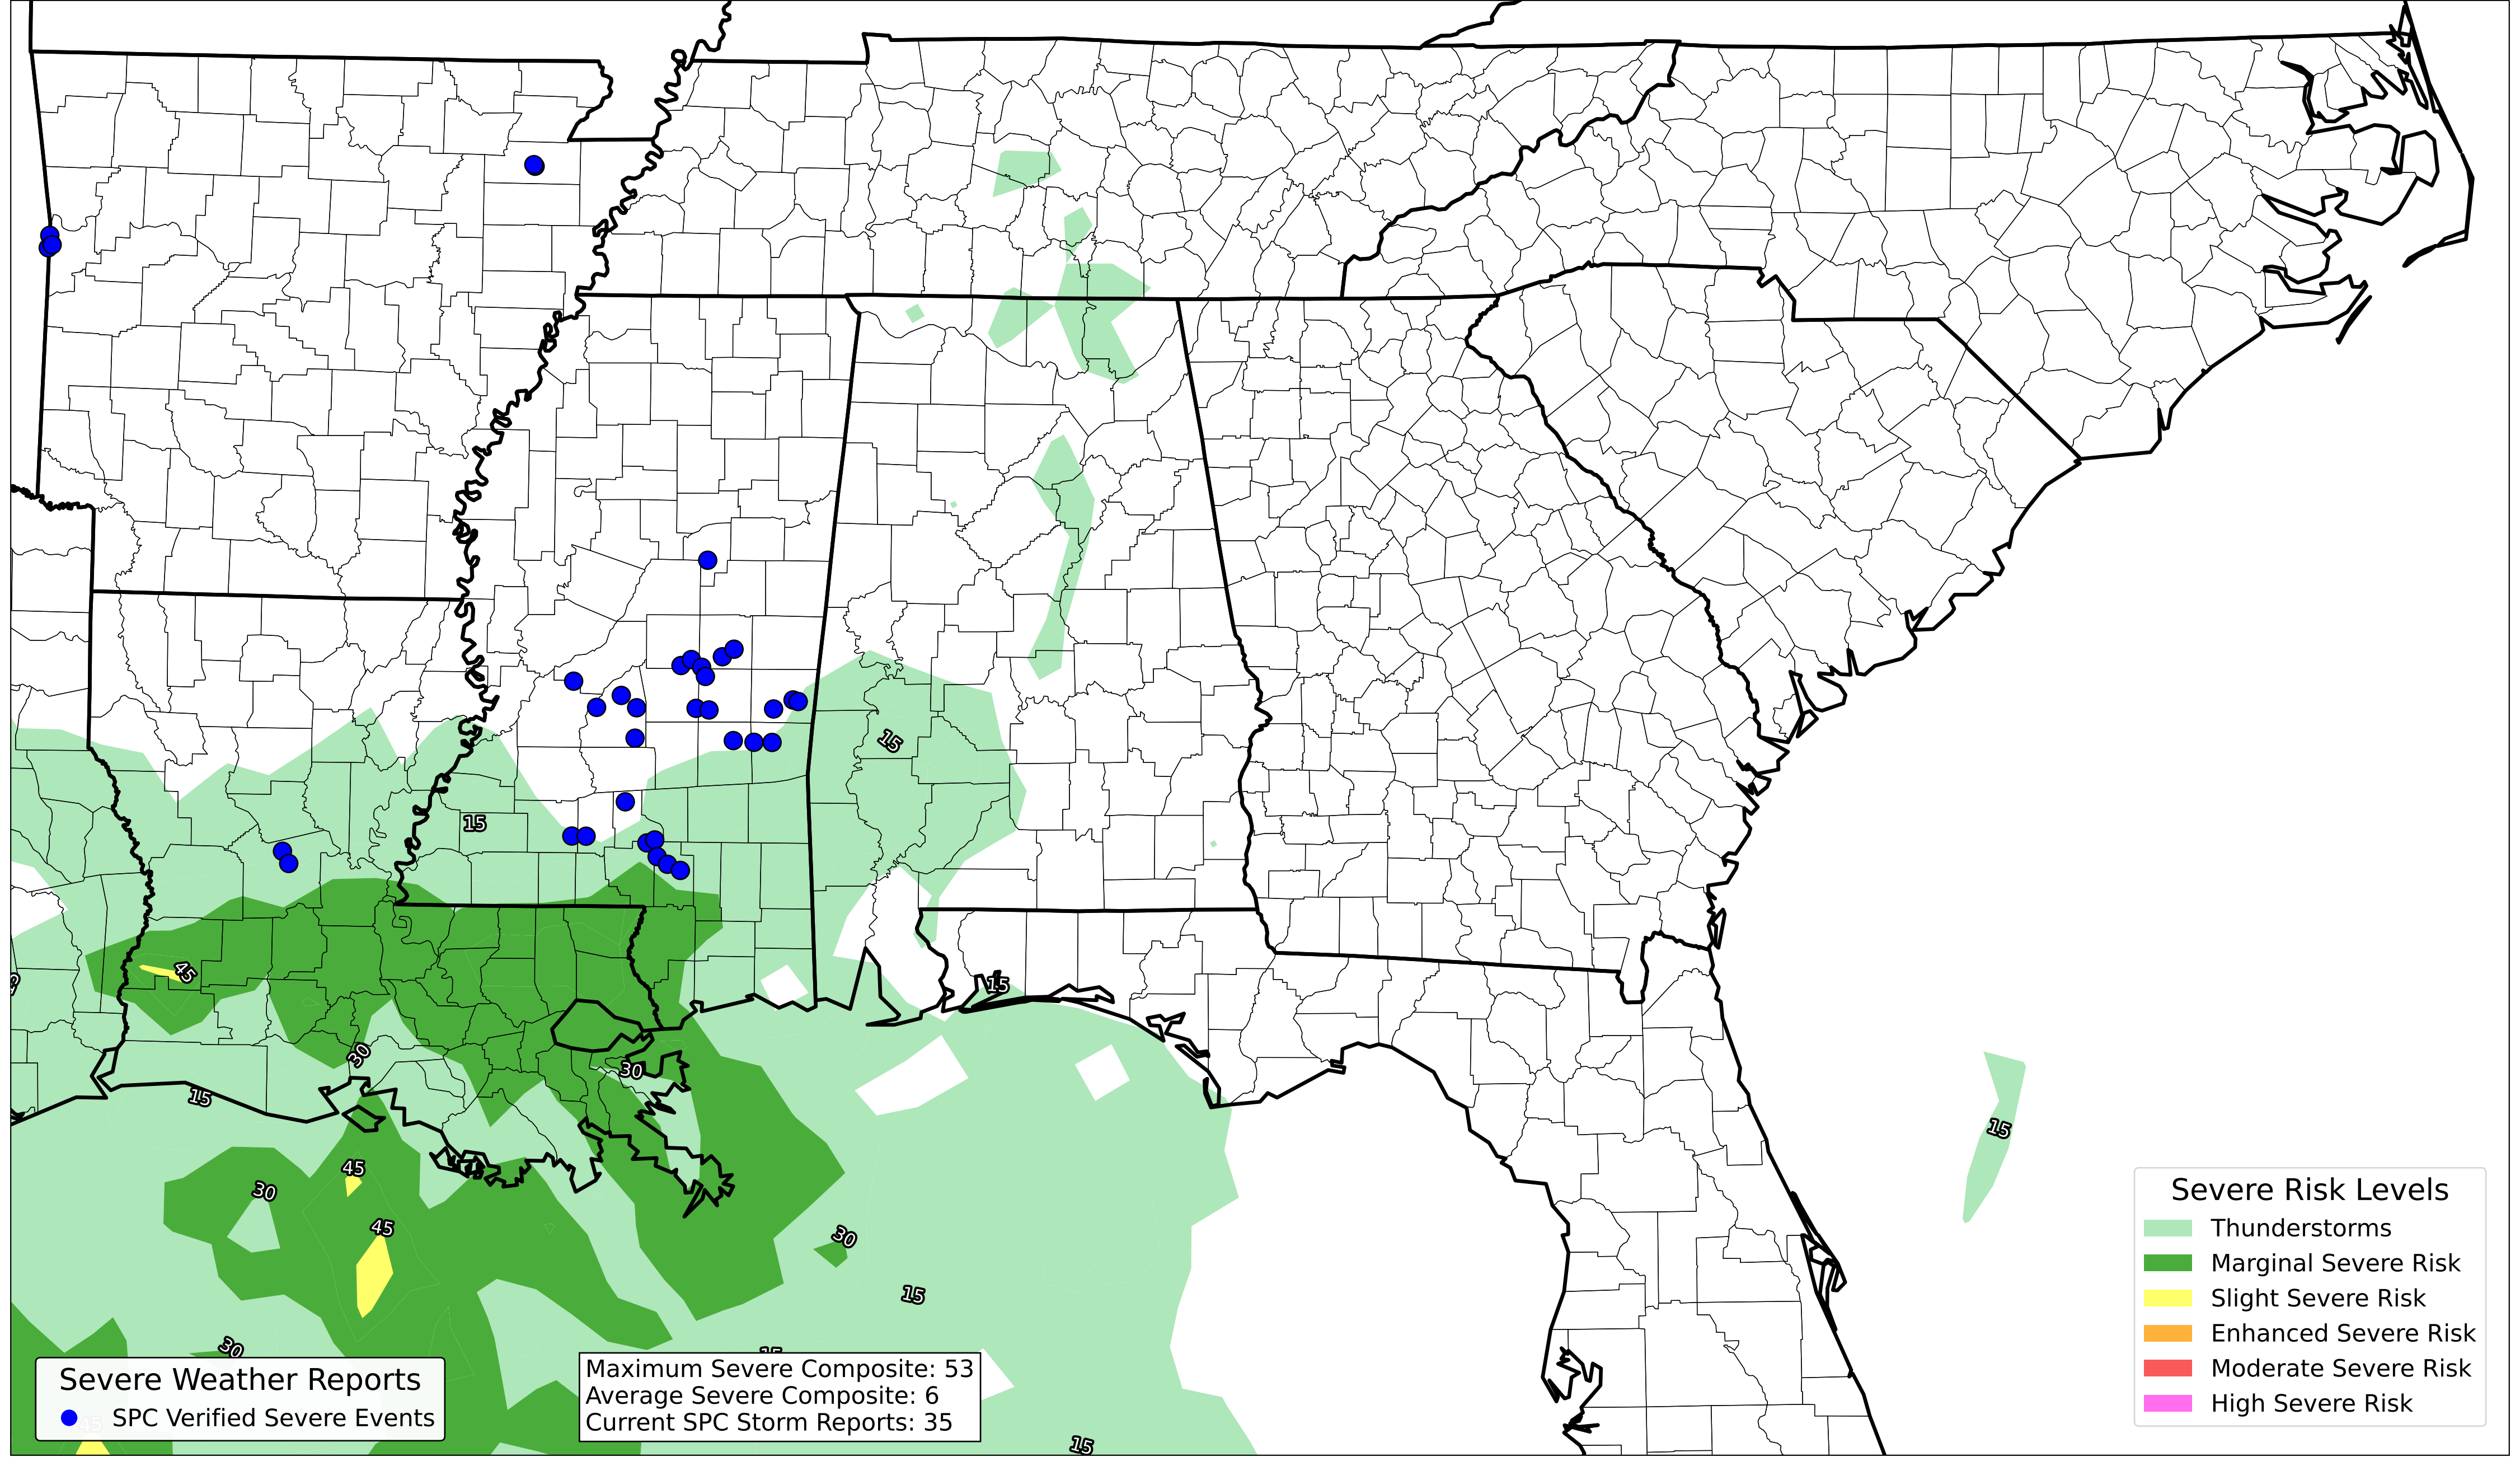 15
15
45
15
30
15
30
15
45
30
45
30
15
30
15
Severe Risk Levels
Thunderstorms
Marginal Severe Risk
Slight Severe Risk
Enhanced Severe Risk
Moderate Severe Risk
High Severe Risk
Severe Weather Reports
SPC Verified Severe Events
45
Maximum Severe Composite: 53
Average Severe Composite: 6
Current SPC Storm Reports: 35